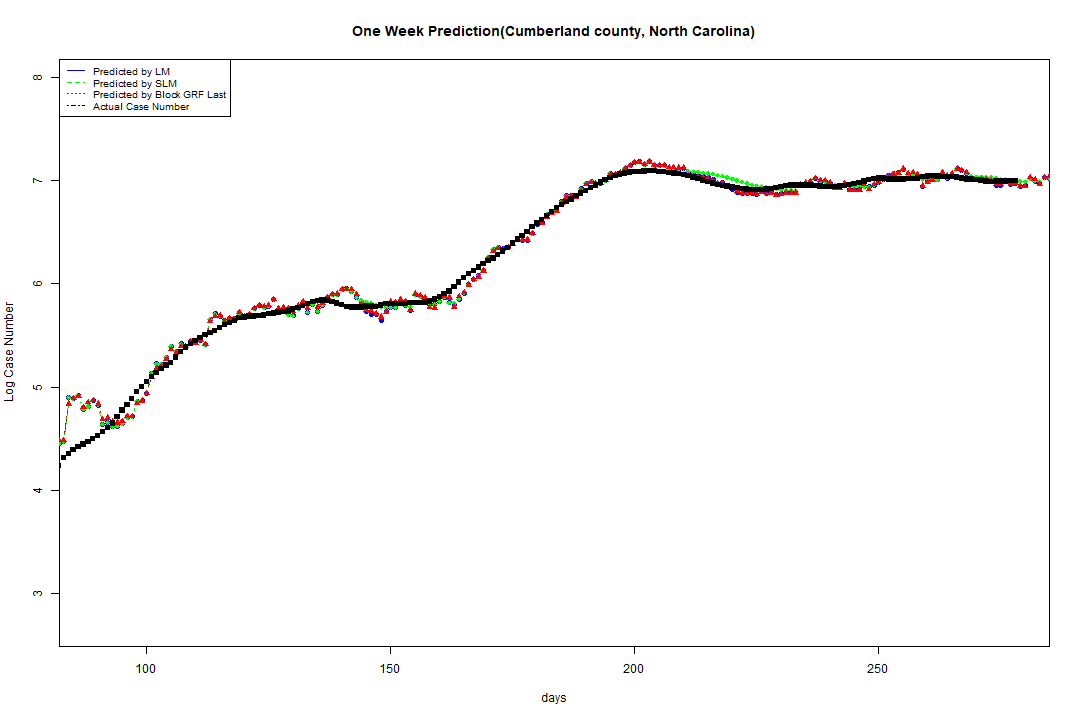 One Week Prediction(Cumberland county, North Carolina)
Predicted by LM
Predicted by SLM
Predicted by Block GRF Last
Actual Case Number
8
7
6
5
4
3
Log Case Number
100 150 200 250
days